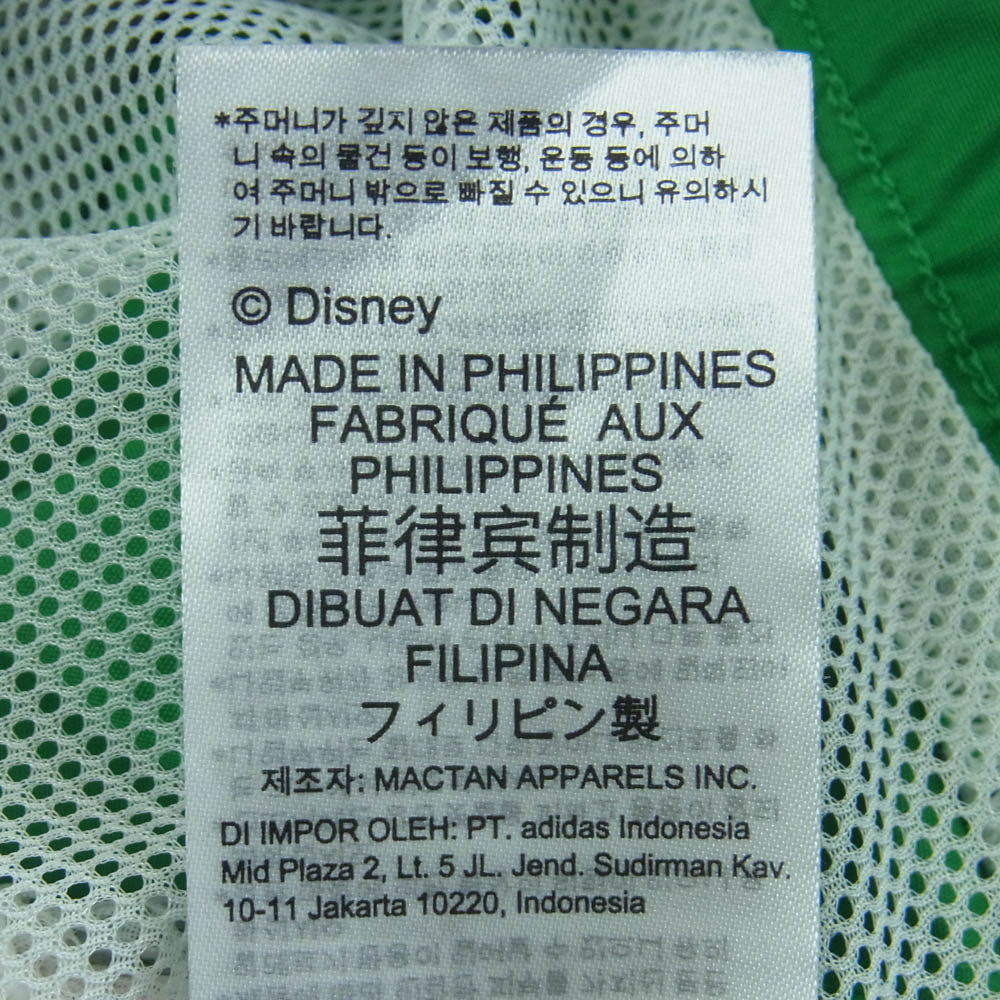 *주머니가 깊지 않은 제품의 경우, 주머
니 속의 물건 등이 보행, 운동 등에 의하
여 주머니 밖으로 빠질 수 있으니 유의하시
기 바랍니다.
© Disney
MADE IN PHILIPPINES
FABRIQUÉ AUX
PHILIPPINES
菲律宾制造
DIBUAT DI NEGARA
FILIPINA
フィリピン製
제조자: MACTAN APPARELS INC.
DI IMPOR OLEH: PT. adidas Indonesia
Mid Plaza 2, Lt. 5 JL. Jend. Sudirman Kav.
10-11 Jakarta 10220, Indonesia